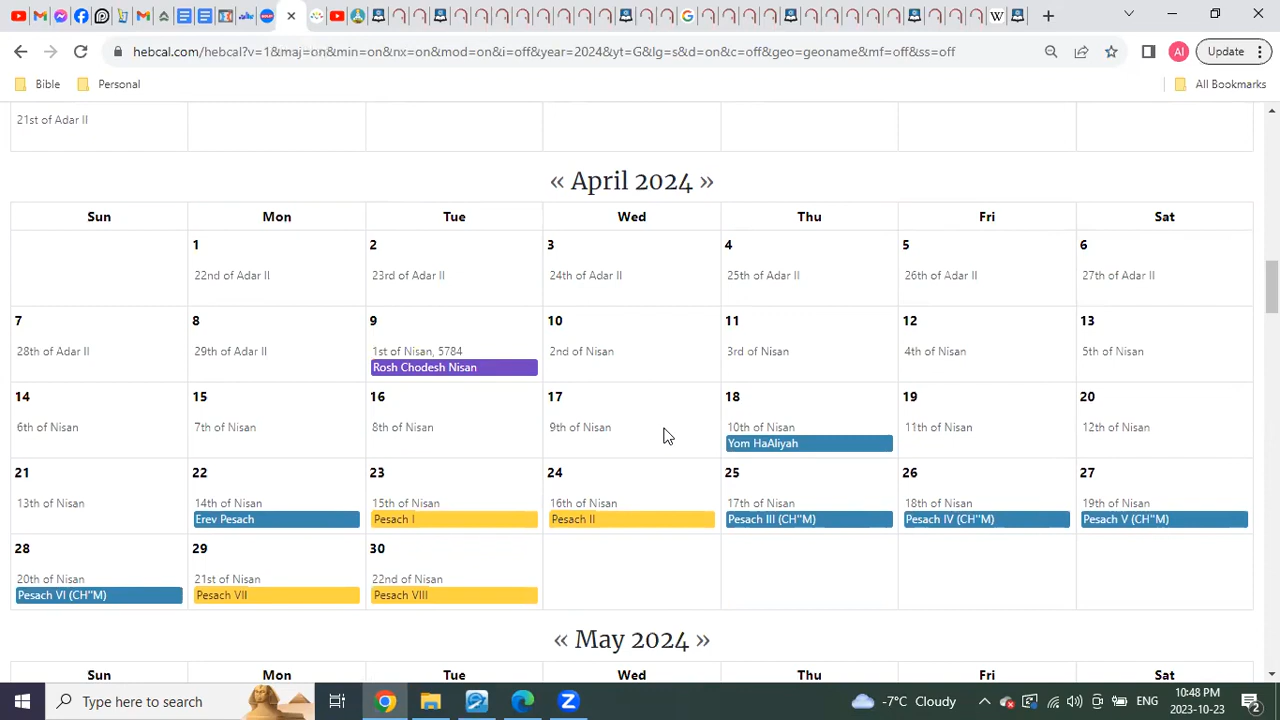 hebcal.com/hebcal?v=1&maj=on&min=on&nx=on&mod=on&i=off&year=2024&yt=G&lg=s&d=on&c=off&geo=geoname&mf=off&ss=off
AI
Update
Bible
Personal
All Bookmarks
21st of Adar II
« April 2024 »
Sun Mon Tue Wed Thu Fri Sat
1 2 3 4 5 6
22nd of Adar II 23rd of Adar II 24th of Adar II 25th of Adar II 26th of Adar II 27th of Adar II
7 8 9 10 11 12 13
28th of Adar II 29th of Adar II 1st of Nisan, 5784 2nd of Nisan 3rd of Nisan 4th of Nisan 5th of Nisan
Rosh Chodesh Nisan
14 15 16 17 18 19 20
6th of Nisan 7th of Nisan 8th of Nisan 9th of Nisan 10th of Nisan 11th of Nisan 12th of Nisan
Yom HaAliyah
21 22 23 24 25 26 27
13th of Nisan 14th of Nisan 15th of Nisan 16th of Nisan 17th of Nisan 18th of Nisan 19th of Nisan
Erev Pesach Pesach I Pesach II Pesach III (CH"M) Pesach IV (CH"M) Pesach V (CH"M)
28 29 30
20th of Nisan 21st of Nisan 22nd of Nisan
Pesach VI (CH"M) Pesach VII Pesach VIII
« May 2024 »
Sun Mon Tue Wed Thu Fri Sat
Type here to search
-7°C Cloudy
ENG
10:48 PM
2023-10-23
2